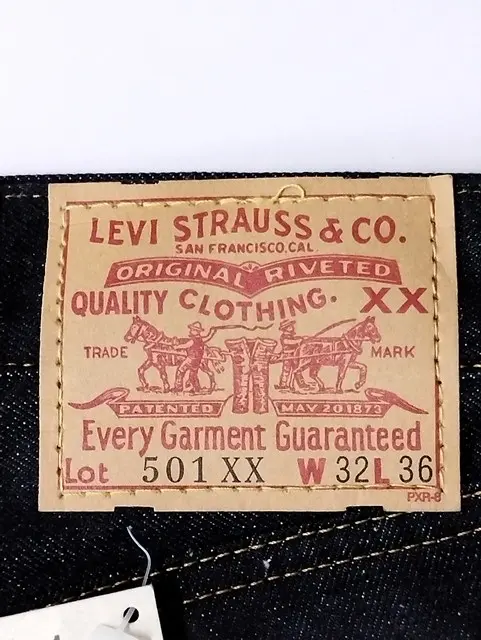 LEVI STRAUSS & CO.
SAN FRANCISCO, CAL.
ORIGINAL RIVETED
QUALITY CLOTHING. XX
TRADE MARK
PATENTED MAY 20 1873
Every Garment Guaranteed
Lot 501 XX W 32 L 36
PXR-8